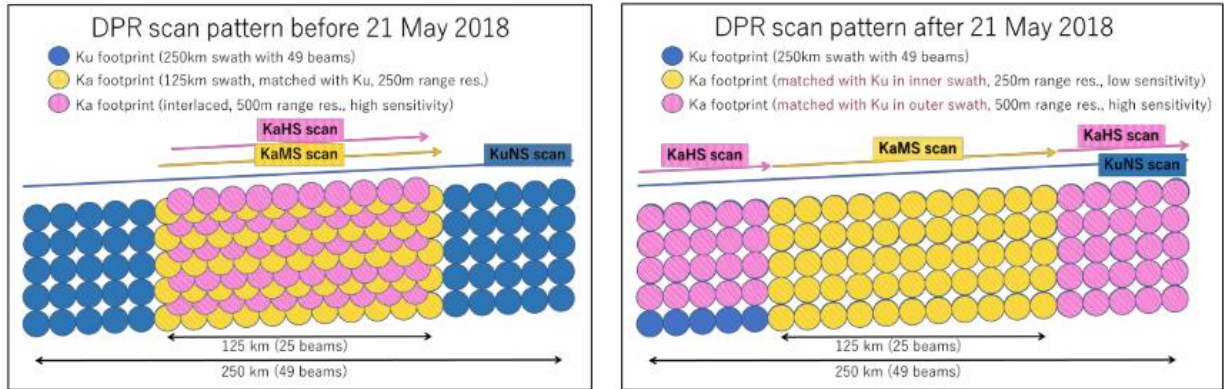 DPR scan pattern before 21 May 2018
Ku footprint (250km swath with 49 beams)
Ka footprint (125km swath, matched with Ku, 250m range res.)
Ka footprint (interlaced, 500m range res., high sensitivity)
KaHS scan
KaMS scan
KuNS scan
125 km (25 beams)
250 km (49 beams)
DPR scan pattern after 21 May 2018
Ku footprint (250km swath with 49 beams)
Ka footprint (matched with Ku in inner swath, 250m range res., low sensitivity)
Ka footprint (matched with Ku in outer swath, 500m range res., high sensitivity)
KaHS scan
KaMS scan
KaHS scan
KuNS scan
125 km (25 beams)
250 km (49 beams)